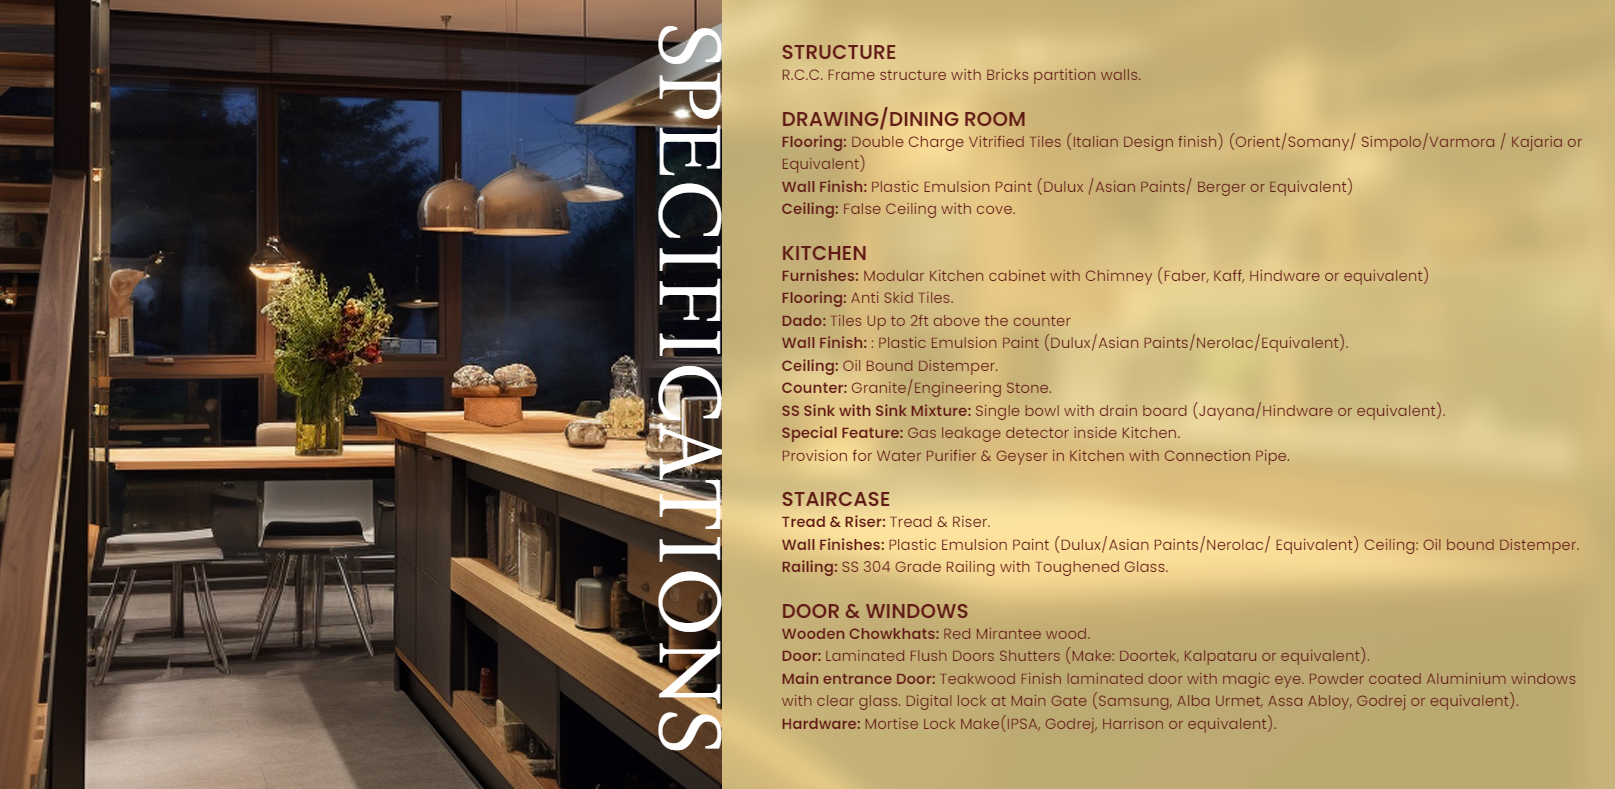 SPECIFICATIONS
STRUCTURE
R.C.C. Frame structure with Bricks partition walls.
DRAWING/DINING ROOM
Flooring: Double Charge Vitrified Tiles (Italian Design finish) (Orient/Somany/ Simpolo/Varmora / Kajaria or
Equivalent)
Wall Finish: Plastic Emulsion Paint (Dulux /Asian Paints/ Berger or Equivalent)
Ceiling: False Ceiling with cove.
KITCHEN
Furnishes: Modular Kitchen cabinet with Chimney (Faber, Kaff, Hindware or equivalent)
Flooring: Anti Skid Tiles.
Dado: Tiles Up to 2ft above the counter
Wall Finish: : Plastic Emulsion Paint (Dulux/Asian Paints/Nerolac/Equivalent).
Ceiling: Oil Bound Distemper.
Counter: Granite/Engineering Stone.
SS Sink with Sink Mixture: Single bowl with drain board (Jayana/Hindware or equivalent).
Special Feature: Gas leakage detector inside Kitchen.
Provision for Water Purifier & Geyser in Kitchen with Connection Pipe.
STAIRCASE
Tread & Riser: Tread & Riser.
Wall Finishes: Plastic Emulsion Paint (Dulux/Asian Paints/Nerolac/ Equivalent) Ceiling: Oil bound Distemper.
Railing: SS 304 Grade Railing with Toughened Glass.
DOOR & WINDOWS
Wooden Chowkhats: Red Mirantee wood.
Door: Laminated Flush Doors Shutters (Make: Doortek, Kalpataru or equivalent).
Main entrance Door: Teakwood Finish laminated door with magic eye. Powder coated Aluminium windows
with clear glass. Digital lock at Main Gate (Samsung, Alba Urmet, Assa Abloy, Godrej or equivalent).
Hardware: Mortise Lock Make(IPSA, Godrej, Harrison or equivalent).